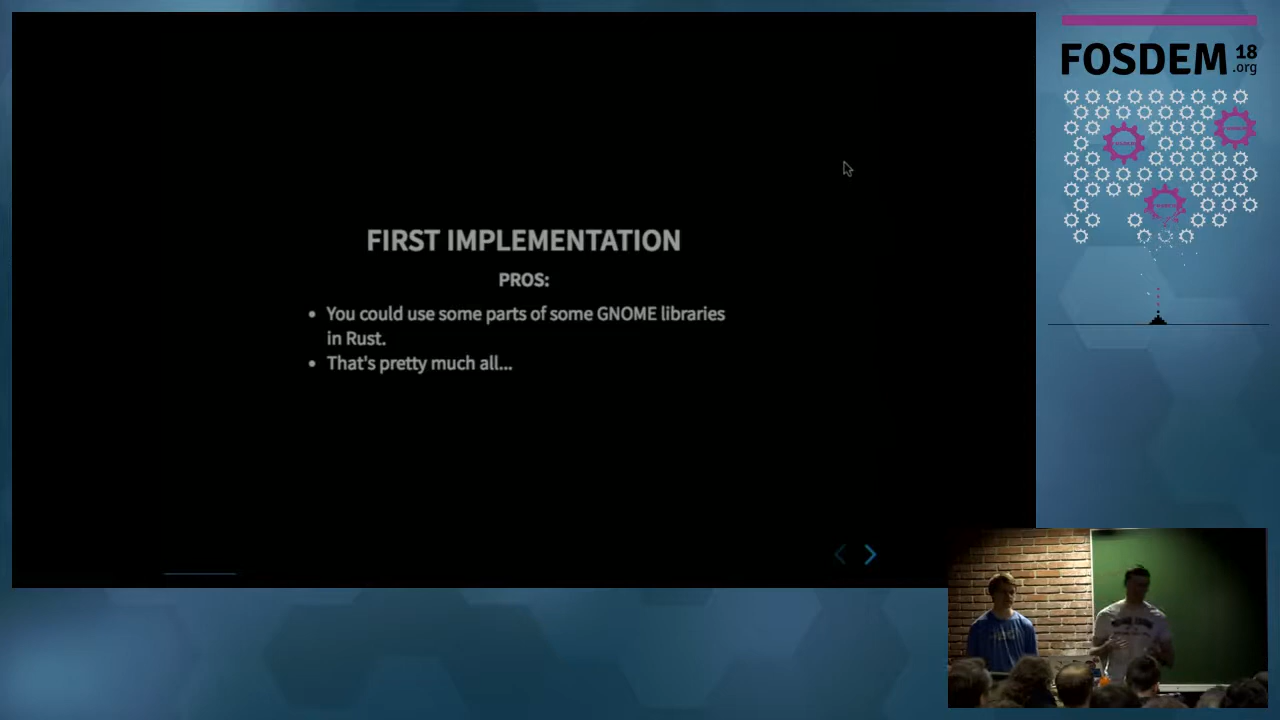 FOSDEM 18
.org
FIRST IMPLEMENTATION
PROS:
• You could use some parts of some GNOME libraries
in Rust.
• That's pretty much all...